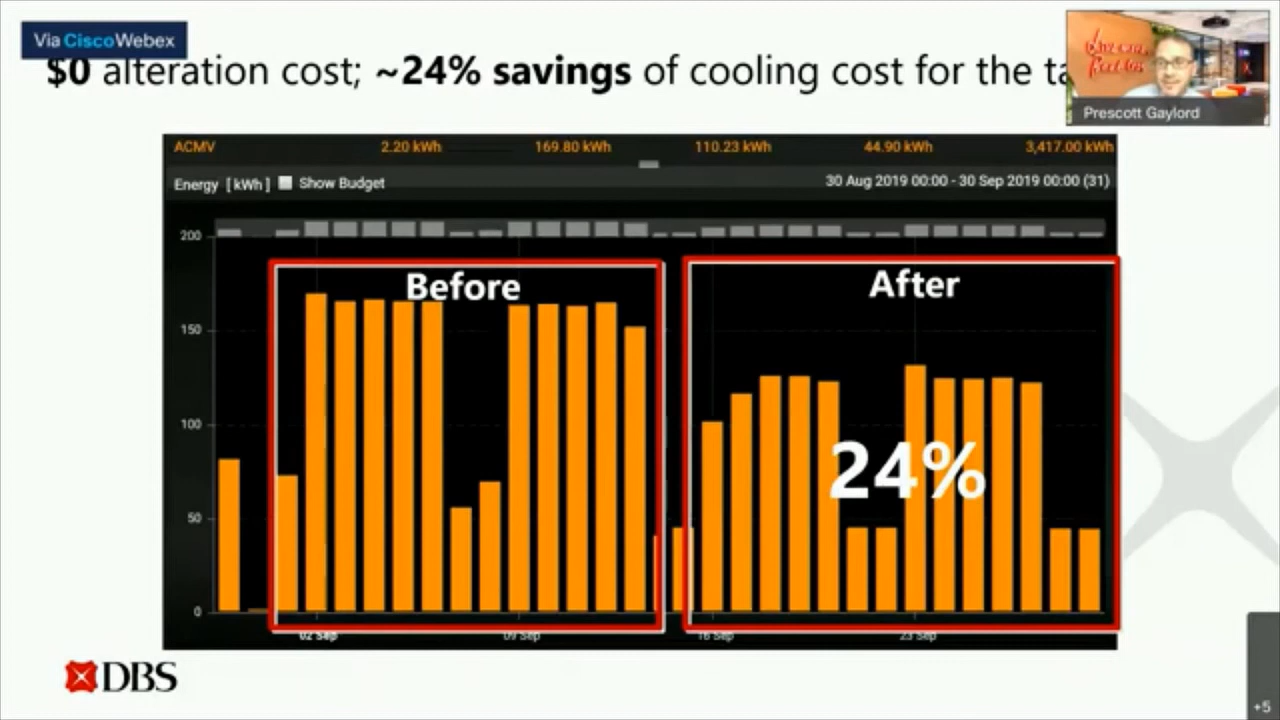 Via Cisco Webex
$0 alteration cost; ~24% savings of cooling cost for the
Prescott Gaylord
ACMV 2.20 kWh 169.80 kWh 110.23 kWh 44.90 kWh 3,417.00 kWh
Energy [kWh] Show Budget 30 Aug 2019 00:00 - 30 Sep 2019 00:00 (31)
200
Before
After
150
100
24%
50
0
02 Sep 09 Sep 16 Sep 23 Sep
DBS
+5